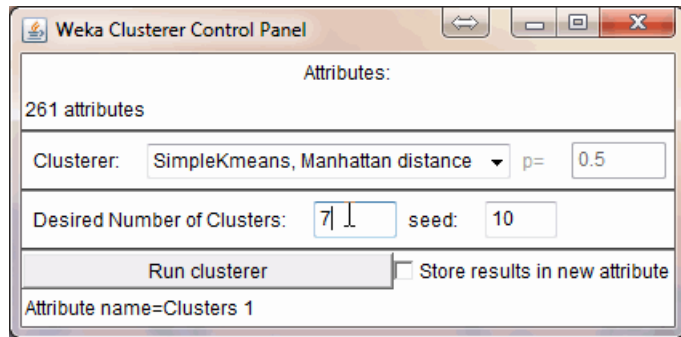 Weka Clusterer Control Panel
Attributes:
261 attributes
Clusterer: SimpleKmeans, Manhattan distance p= 0.5
Desired Number of Clusters: 7 seed: 10
Run clusterer Store results in new attribute
Attribute name=Clusters 1